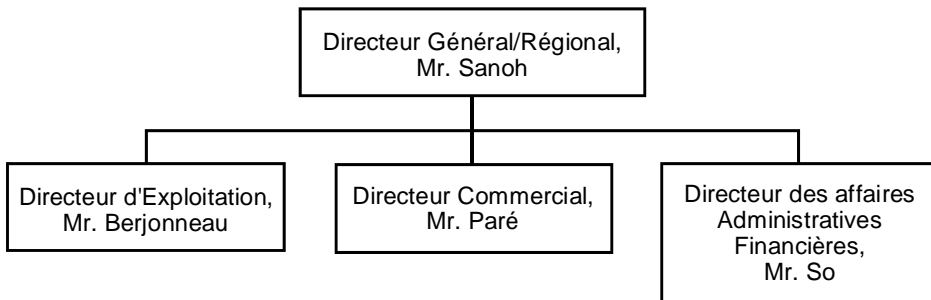 Directeur Général/Régional,
Mr. Sanoh
Directeur d'Exploitation,
Mr. Berjonneau
Directeur Commercial,
Mr. Paré
Directeur des affaires
Administratives
Financières,
Mr. So